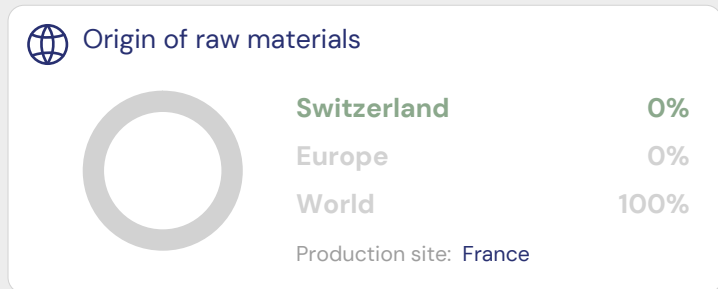 Origin of raw materials
Switzerland 0%
Europe 0%
World 100%
Production site: France